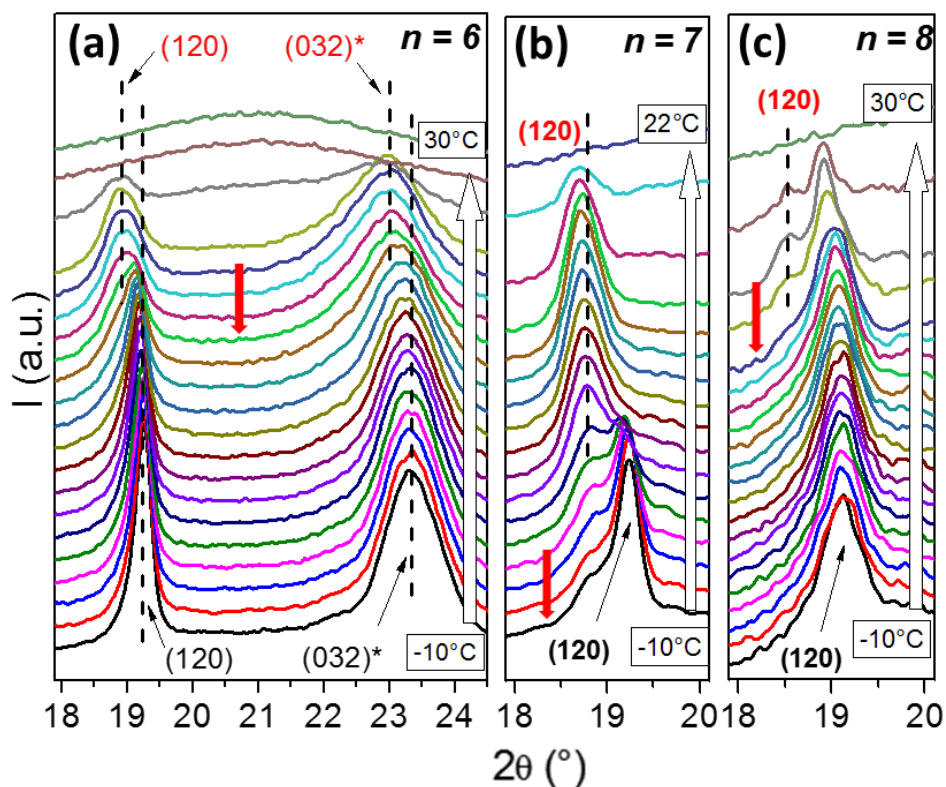 (a)
n = 6
(120)
(032)*
30°C
(120)
(032)*
-10°C
18 19 20 21 22 23 24
(b)
n = 7
(120)
22°C
(120)
-10°C
18 19 20
(c)
n = 8
(120)
30°C
(120)
-10°C
18 19 20
I (a.u.)
2θ (°)